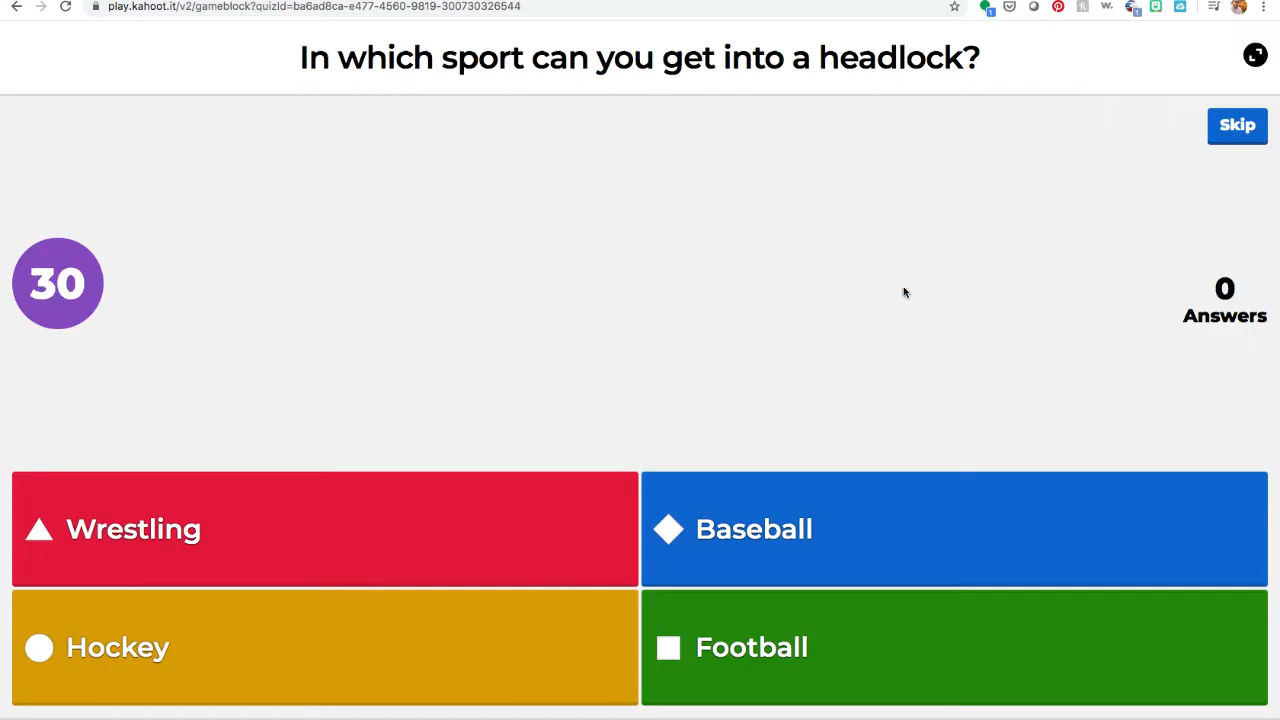 play.kahoot.it/v2/gameblock?quizId=ba6ad8ca-e477-4560-9819-300730326544
In which sport can you get into a headlock?
Skip
30
0
Answers
Wrestling
Baseball
Hockey
Football